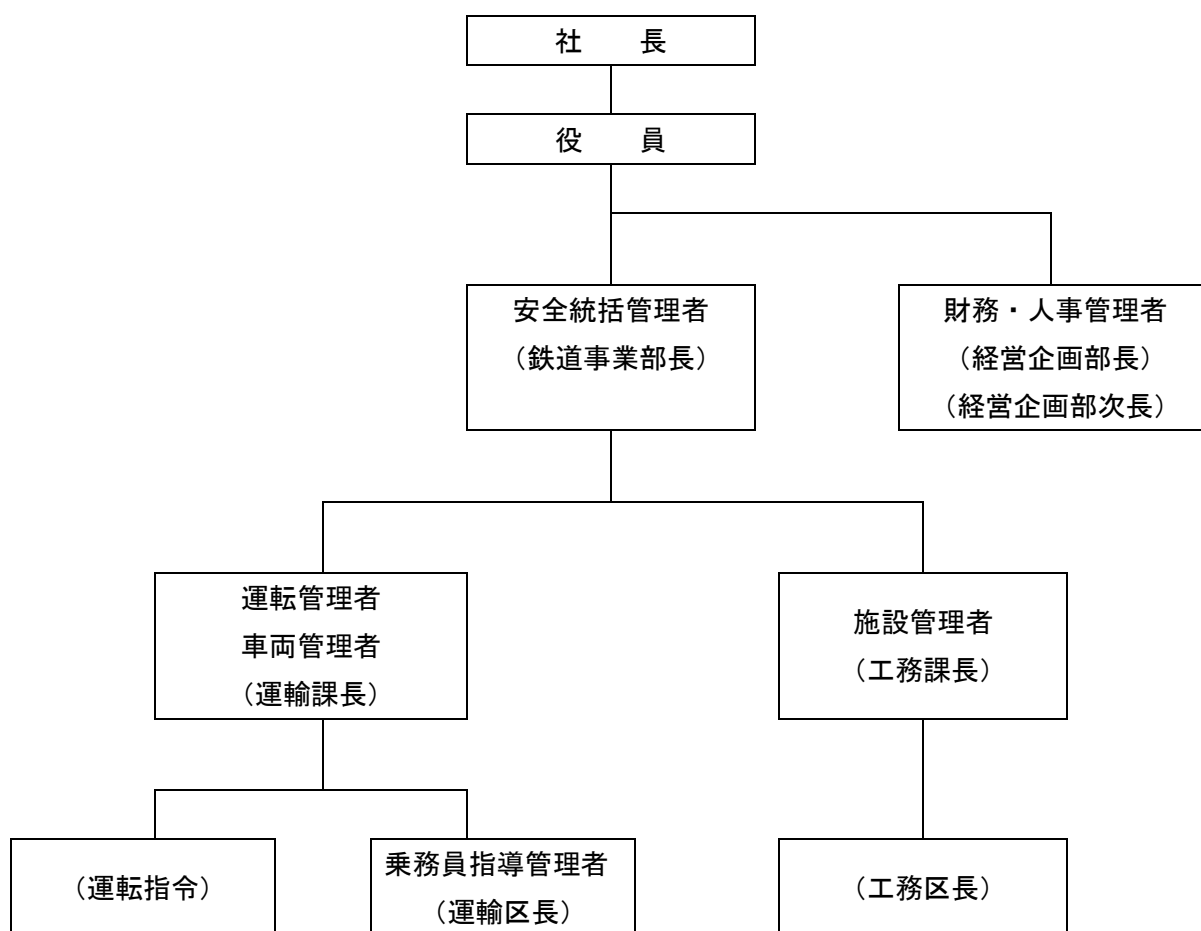 社　　長
役　　員
安全統括管理者
（鉄道事業部長）
財務・人事管理者
（経営企画部長）
（経営企画部次長）
運転管理者
車両管理者
（運輸課長）
施設管理者
（工務課長）
（運転指令）
乗務員指導管理者
（運輸区長）
（工務区長）